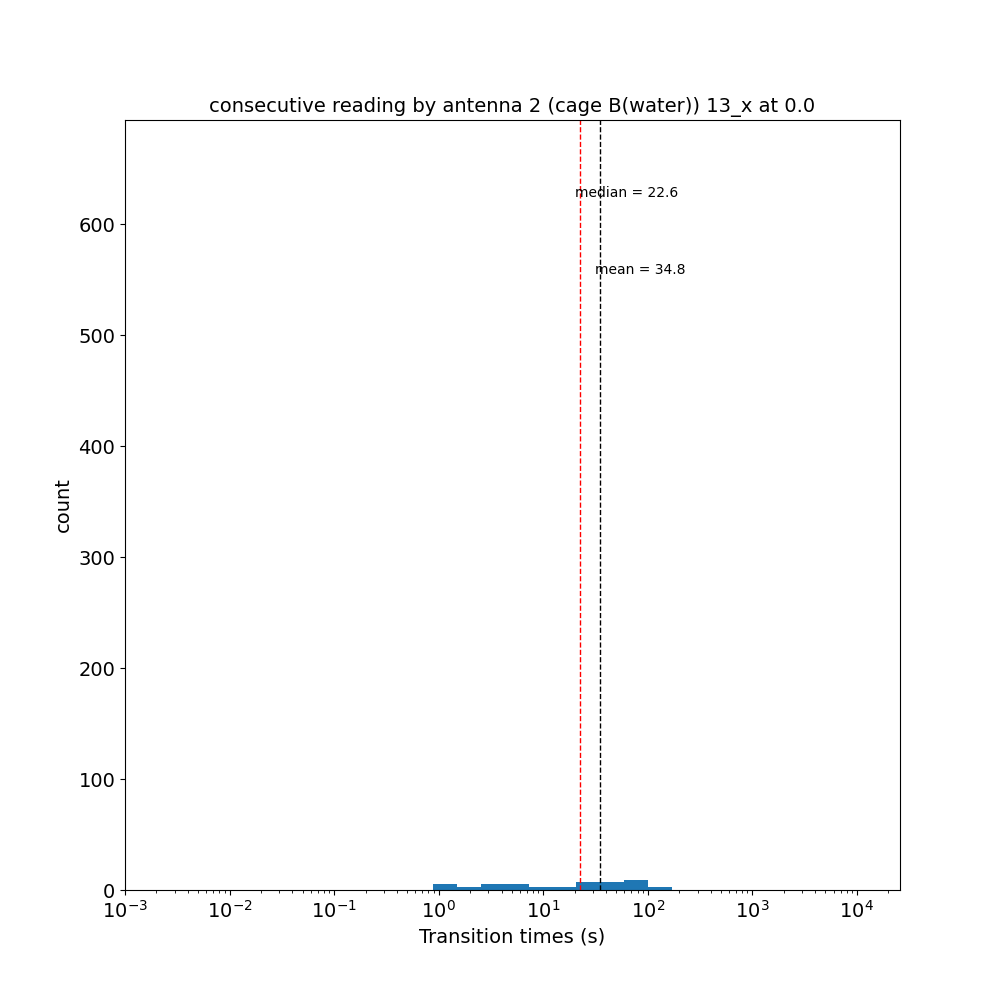 consecutive reading by antenna 2 (cage B(water)) 13_x at 0.0
median = 22.6
mean = 34.8
600
500
400
300
200
100
0
count
10⁻³ 10⁻² 10⁻¹ 10⁰ 10¹ 10² 10³ 10⁴
Transition times (s)